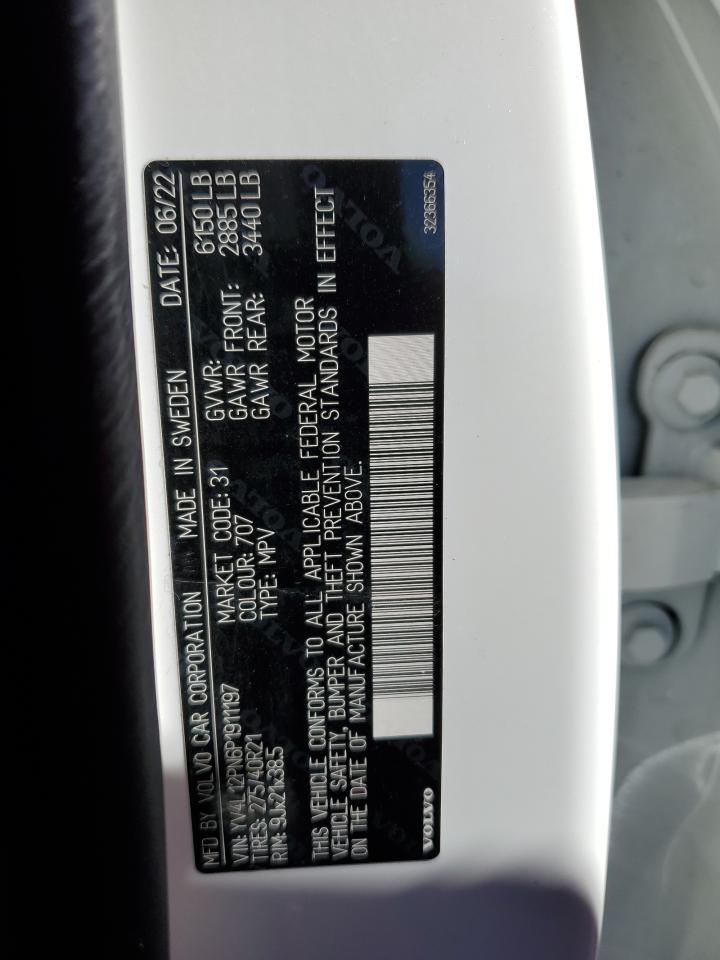 MFD BY VOLVO CAR CORPORATION MADE IN SWEDEN DATE: 06/22
VIN: YV4L12PN6P1911197 MARKET CODE: 31 GVWR: 6150 LB
TIRES: 275/40R21 COLOUR: 707 GAWR FRONT: 2885 LB
RIM: 9Jx21x38.5 TYPE: MPV GAWR REAR: 3440 LB
THIS VEHICLE CONFORMS TO ALL APPLICABLE FEDERAL MOTOR
VEHICLE SAFETY, BUMPER AND THEFT PREVENTION STANDARDS IN EFFECT
ON THE DATE OF MANUFACTURE SHOWN ABOVE.
VOLVO 32366354